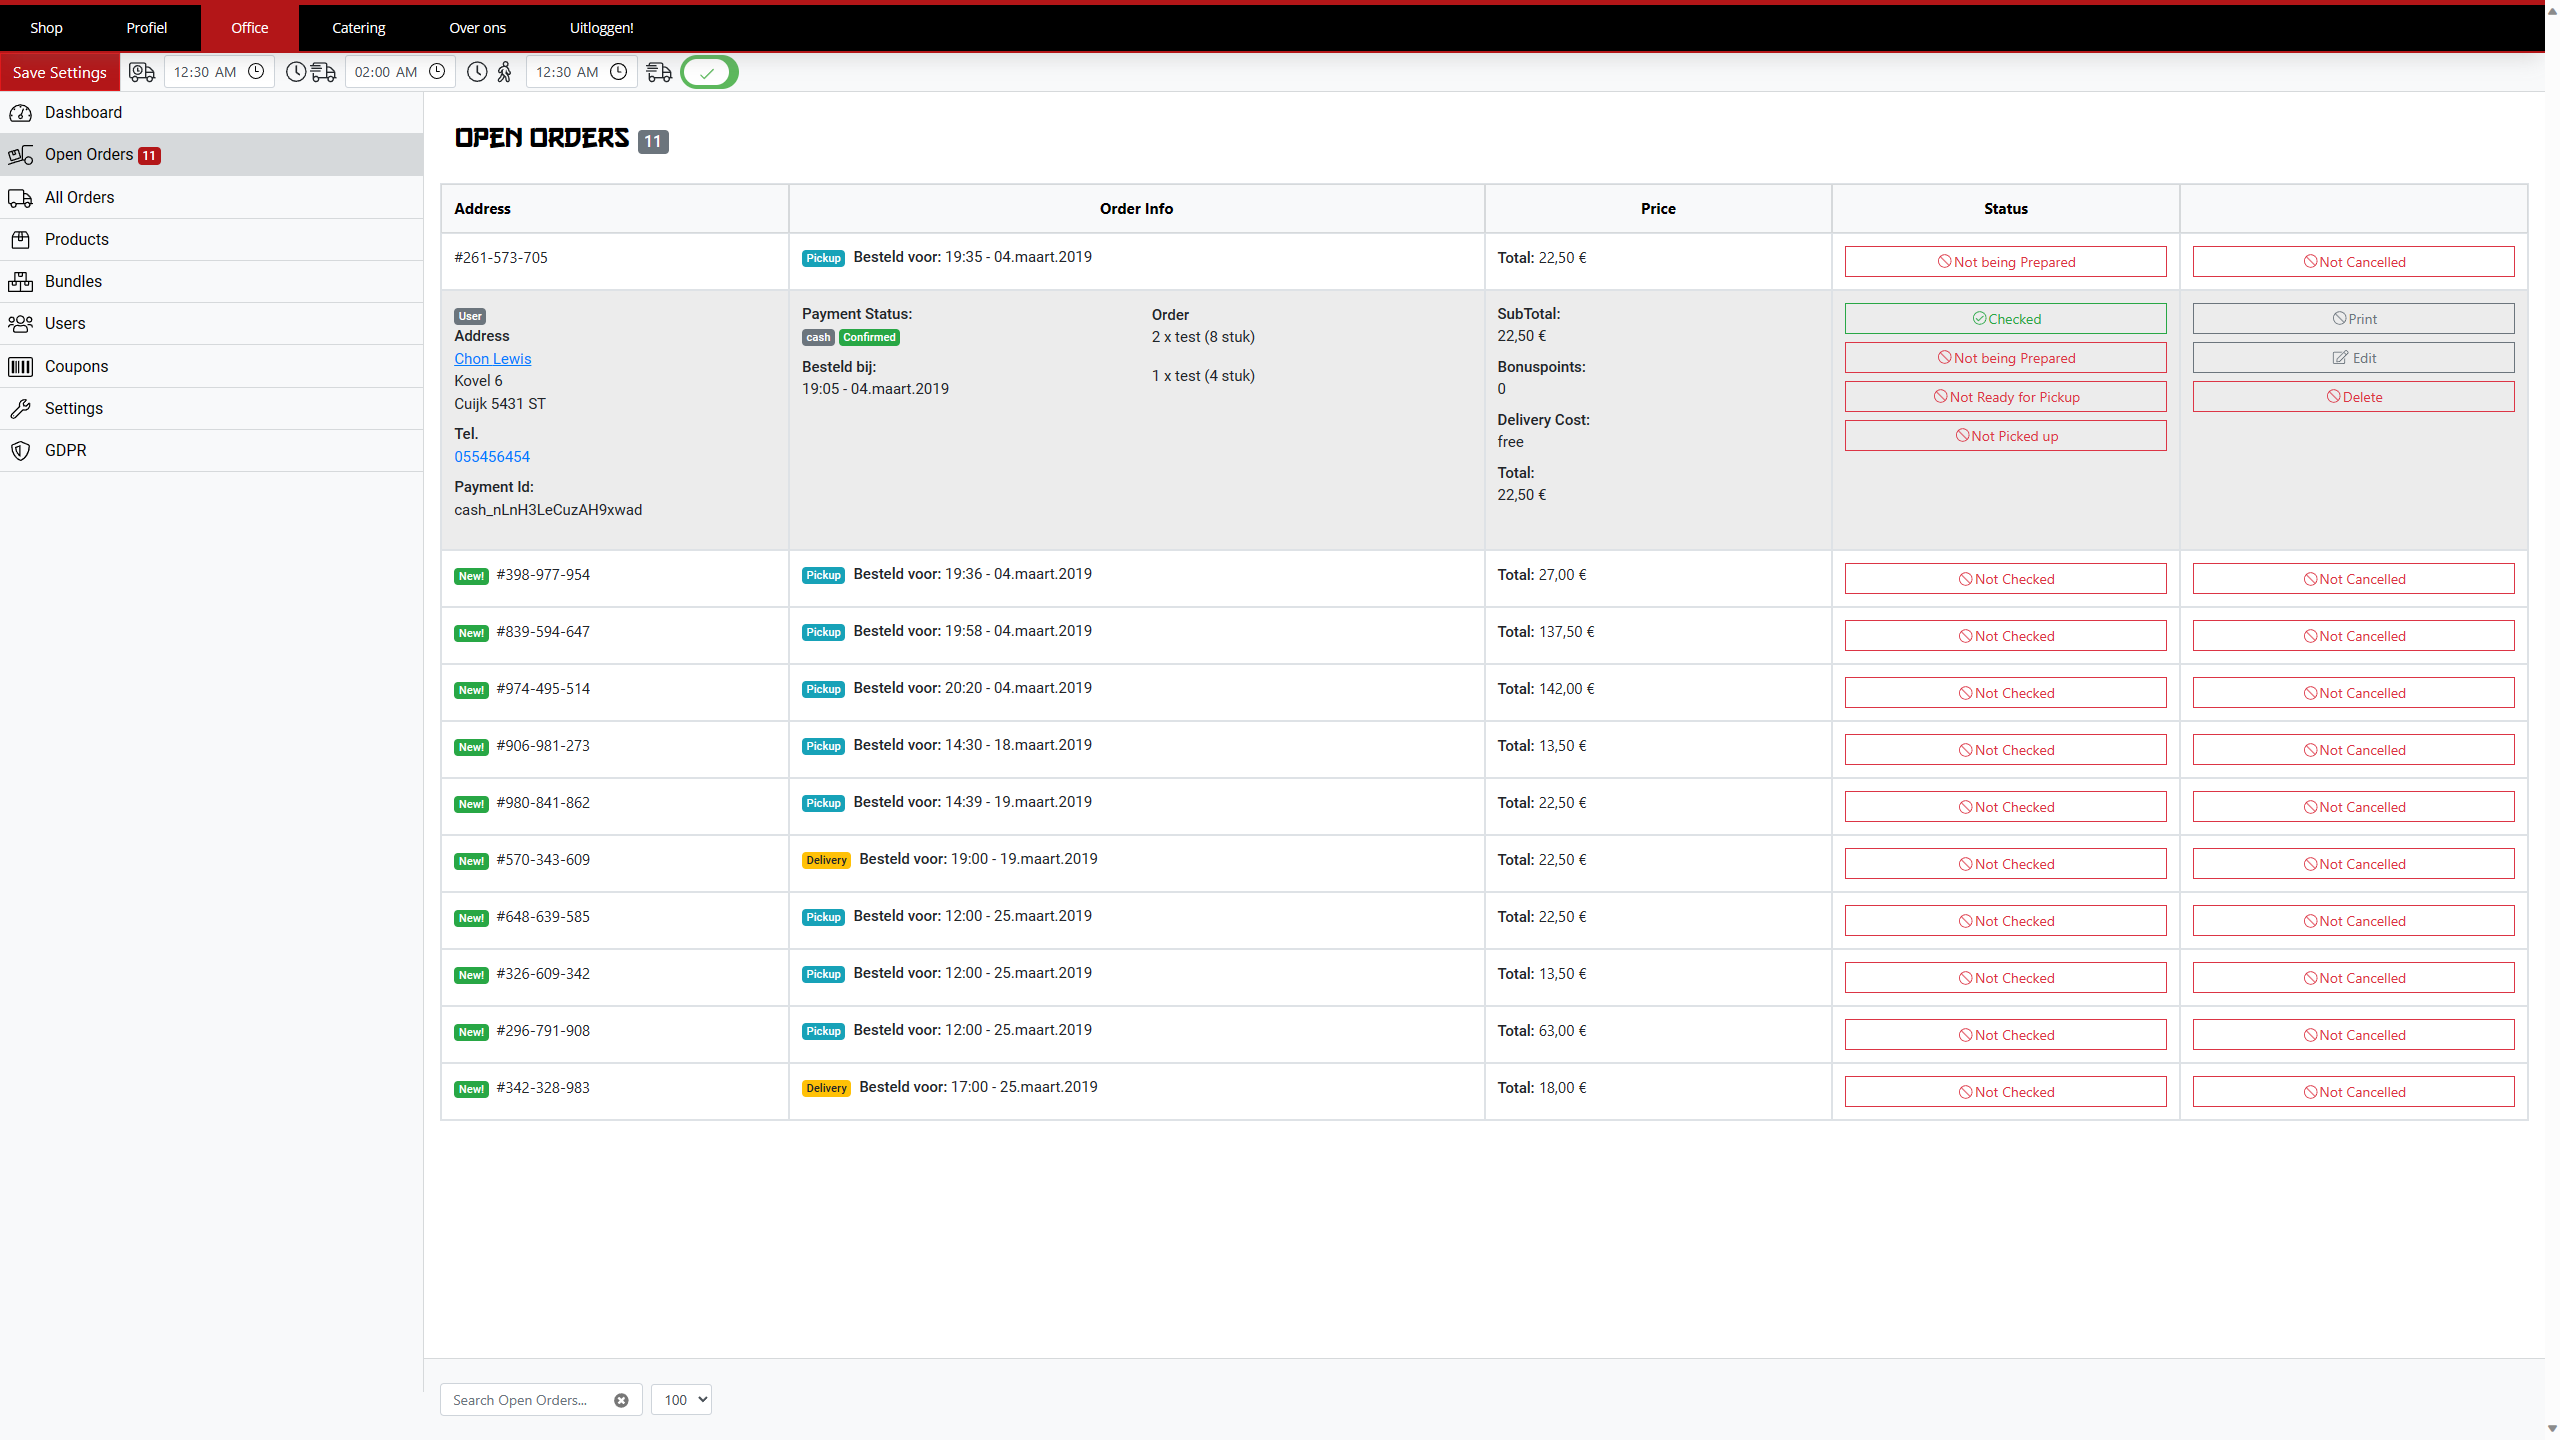 Shop Profiel Office Catering Over ons Uitloggen!
Save Settings 12:30 AM 02:00 AM 12:30 AM
Dashboard
Open Orders 11
All Orders
Products
Bundles
Users
Coupons
Settings
GDPR
OPEN ORDERS 11
Address Order Info Price Status
#261-573-705 Pickup Besteld voor: 19:35 - 04.maart.2019 Total: 22,50 € Not being Prepared Not Cancelled
User
Address
Chon Lewis
Kovel 6
Cuijk 5431 ST
Tel.
055456454
Payment Id:
cash_nLnH3LeCuzAH9xwad
Payment Status:
cash Confirmed
Besteld bij:
19:05 - 04.maart.2019
Order
2 x test (8 stuk)
1 x test (4 stuk)
SubTotal:
22,50 €
Bonuspoints:
0
Delivery Cost:
free
Total:
22,50 €
Checked
Not being Prepared
Not Ready for Pickup
Not Picked up
Print
Edit
Delete
New! #398-977-954 Pickup Besteld voor: 19:36 - 04.maart.2019 Total: 27,00 € Not Checked Not Cancelled
New! #839-594-647 Pickup Besteld voor: 19:58 - 04.maart.2019 Total: 137,50 € Not Checked Not Cancelled
New! #974-495-514 Pickup Besteld voor: 20:20 - 04.maart.2019 Total: 142,00 € Not Checked Not Cancelled
New! #906-981-273 Pickup Besteld voor: 14:30 - 18.maart.2019 Total: 13,50 € Not Checked Not Cancelled
New! #980-841-862 Pickup Besteld voor: 14:39 - 19.maart.2019 Total: 22,50 € Not Checked Not Cancelled
New! #570-343-609 Delivery Besteld voor: 19:00 - 19.maart.2019 Total: 22,50 € Not Checked Not Cancelled
New! #648-639-585 Pickup Besteld voor: 12:00 - 25.maart.2019 Total: 22,50 € Not Checked Not Cancelled
New! #326-609-342 Pickup Besteld voor: 12:00 - 25.maart.2019 Total: 13,50 € Not Checked Not Cancelled
New! #296-791-908 Pickup Besteld voor: 12:00 - 25.maart.2019 Total: 63,00 € Not Checked Not Cancelled
New! #342-328-983 Delivery Besteld voor: 17:00 - 25.maart.2019 Total: 18,00 € Not Checked Not Cancelled
Search Open Orders... 100